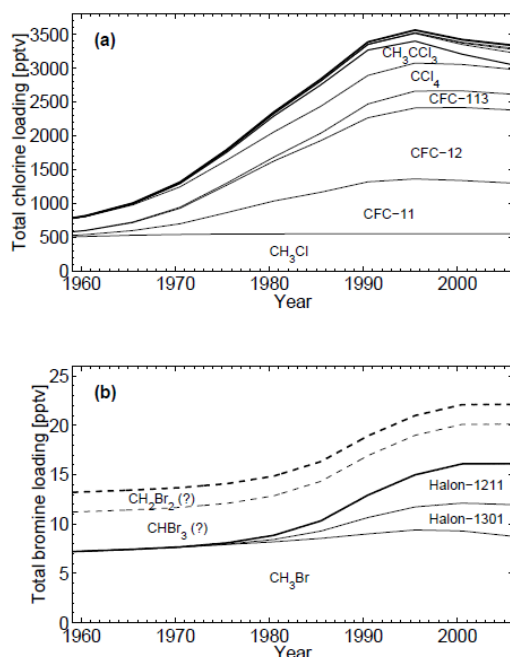 (a)
Total chlorine loading [pptv]
3500
3000
2500
2000
1500
1000
500
0
CH₃CCl₃
CCl₄
CFC−113
CFC−12
CFC−11
CH₃Cl
1960 1970 1980 1990 2000
Year
(b)
Total bromine loading [pptv]
25
20
15
10
5
0
CH₂Br₂ (?)
CHBr₃ (?)
Halon−1211
Halon−1301
CH₃Br
1960 1970 1980 1990 2000
Year